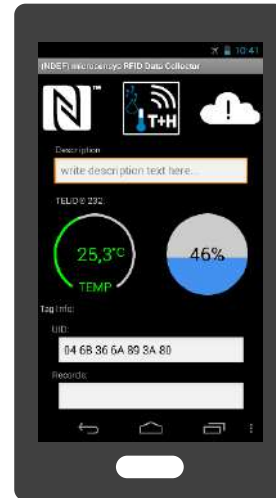 10:41
(NDEF) microsensys RFID Data Collector
N™
T+H
!
Description
write description text here...
TELID® 232:
25,3°C
TEMP
46%
Tag Info:
UID:
04 6B 36 6A 89 3A 80
Records: